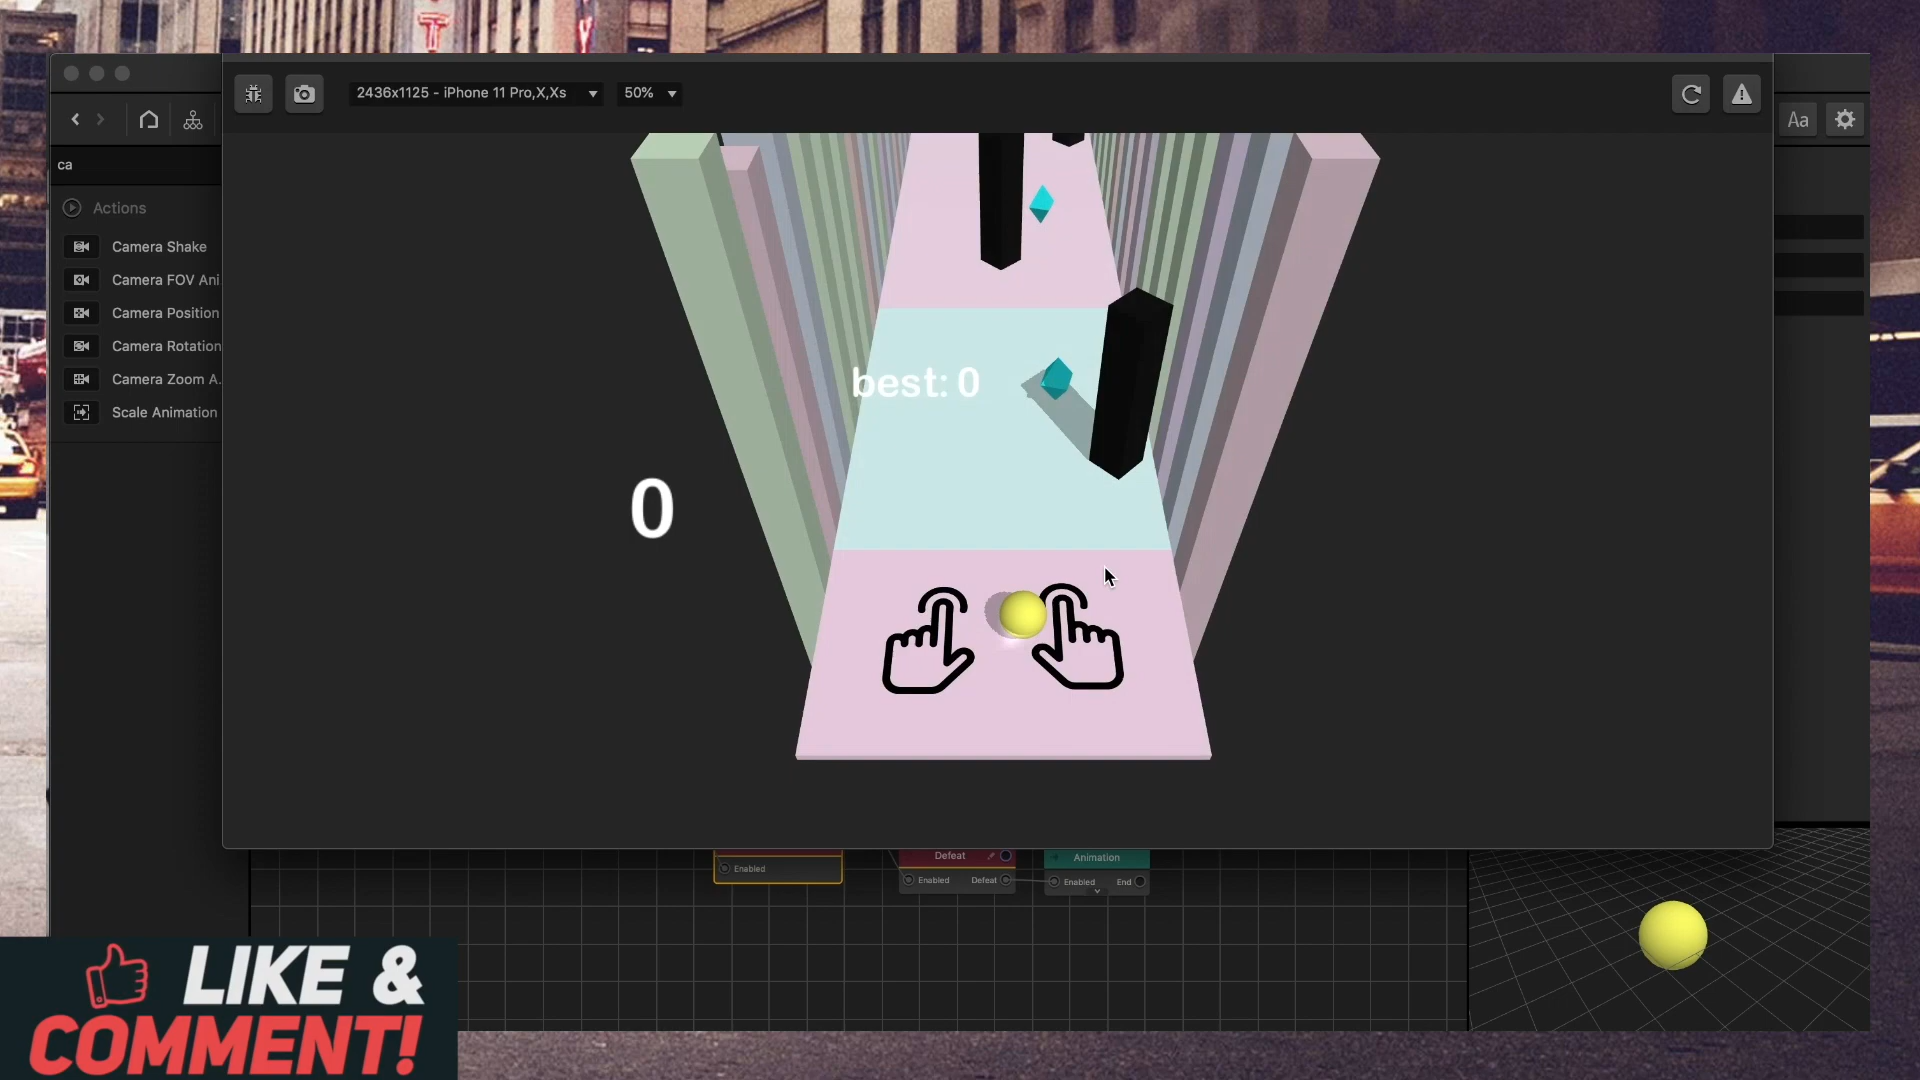 2436x1125 - iPhone 11 Pro,X,Xs
50%
Aa
ca
Actions
Camera Shake
Camera FOV Ani
Camera Position
Camera Rotation
Camera Zoom A.
Scale Animation
best: 0
0
Enabled
Defeat
Enabled Defeat
Animation
Enabled End
LIKE &
COMMENT!